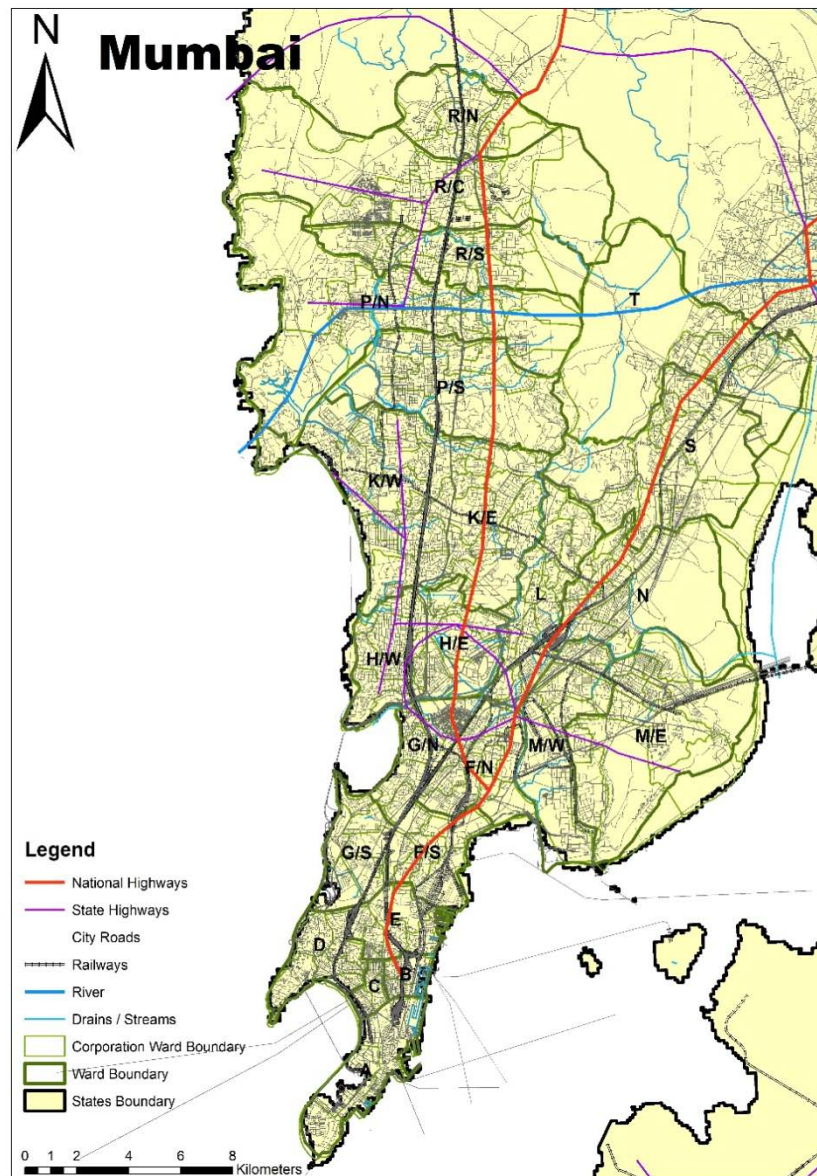 N
Mumbai
R/N
R/C
R/S
P/N
T
P/S
S
K/W
K/E
L
N
H/E
H/W
G/N
M/W
M/E
F/N
G/S
F/S
E
D
B
C
A
Legend
National Highways
State Highways
City Roads
Railways
River
Drains / Streams
Corporation Ward Boundary
Ward Boundary
States Boundary
0 1 2 4 6 8
Kilometers